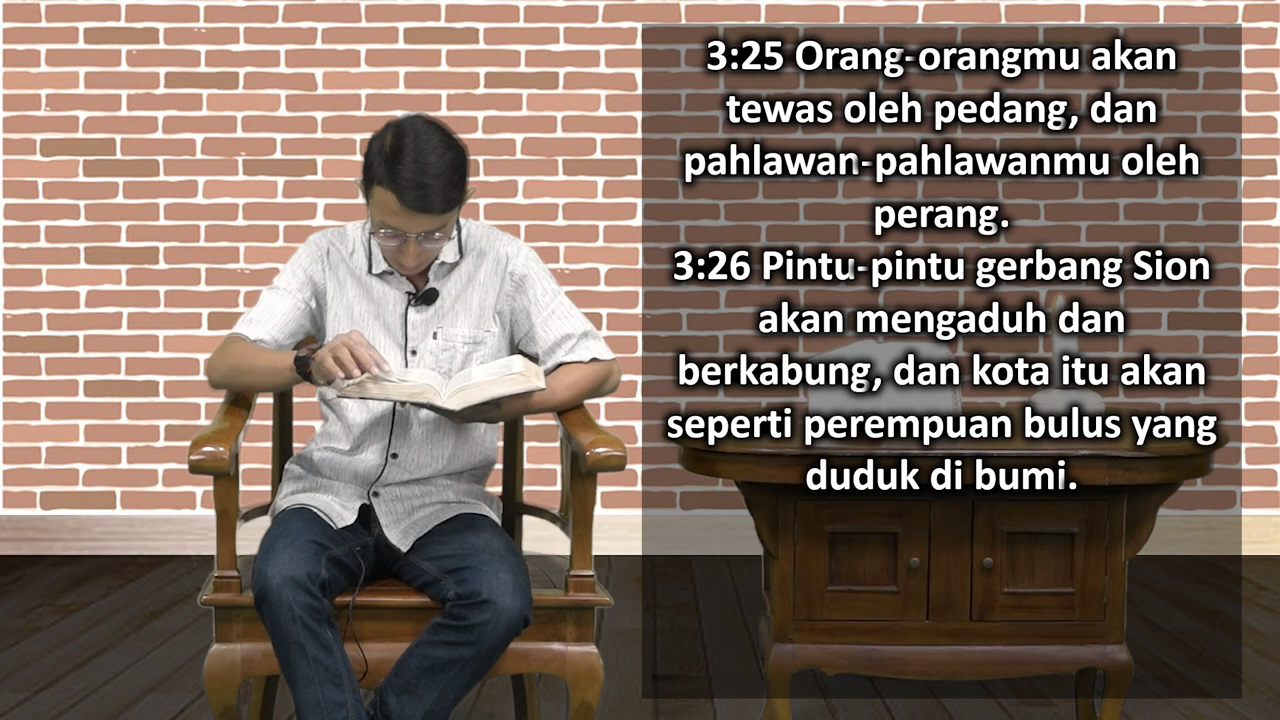 3:25 Orang-orangmu akan
tewas oleh pedang, dan
pahlawan-pahlawanmu oleh
perang.
3:26 Pintu-pintu gerbang Sion
akan mengaduh dan
berkabung, dan kota itu akan
seperti perempuan bulus yang
duduk di bumi.